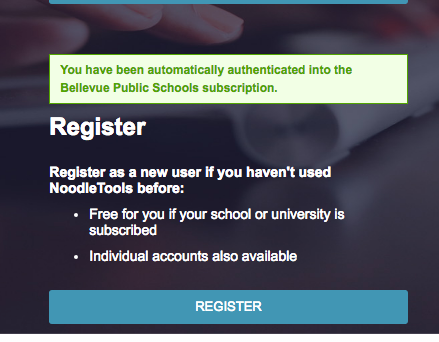 You have been automatically authenticated into the
Bellevue Public Schools subscription.
Register
Register as a new user if you haven't used
NoodleTools before:
• Free for you if your school or university is
subscribed
• Individual accounts also available
REGISTER